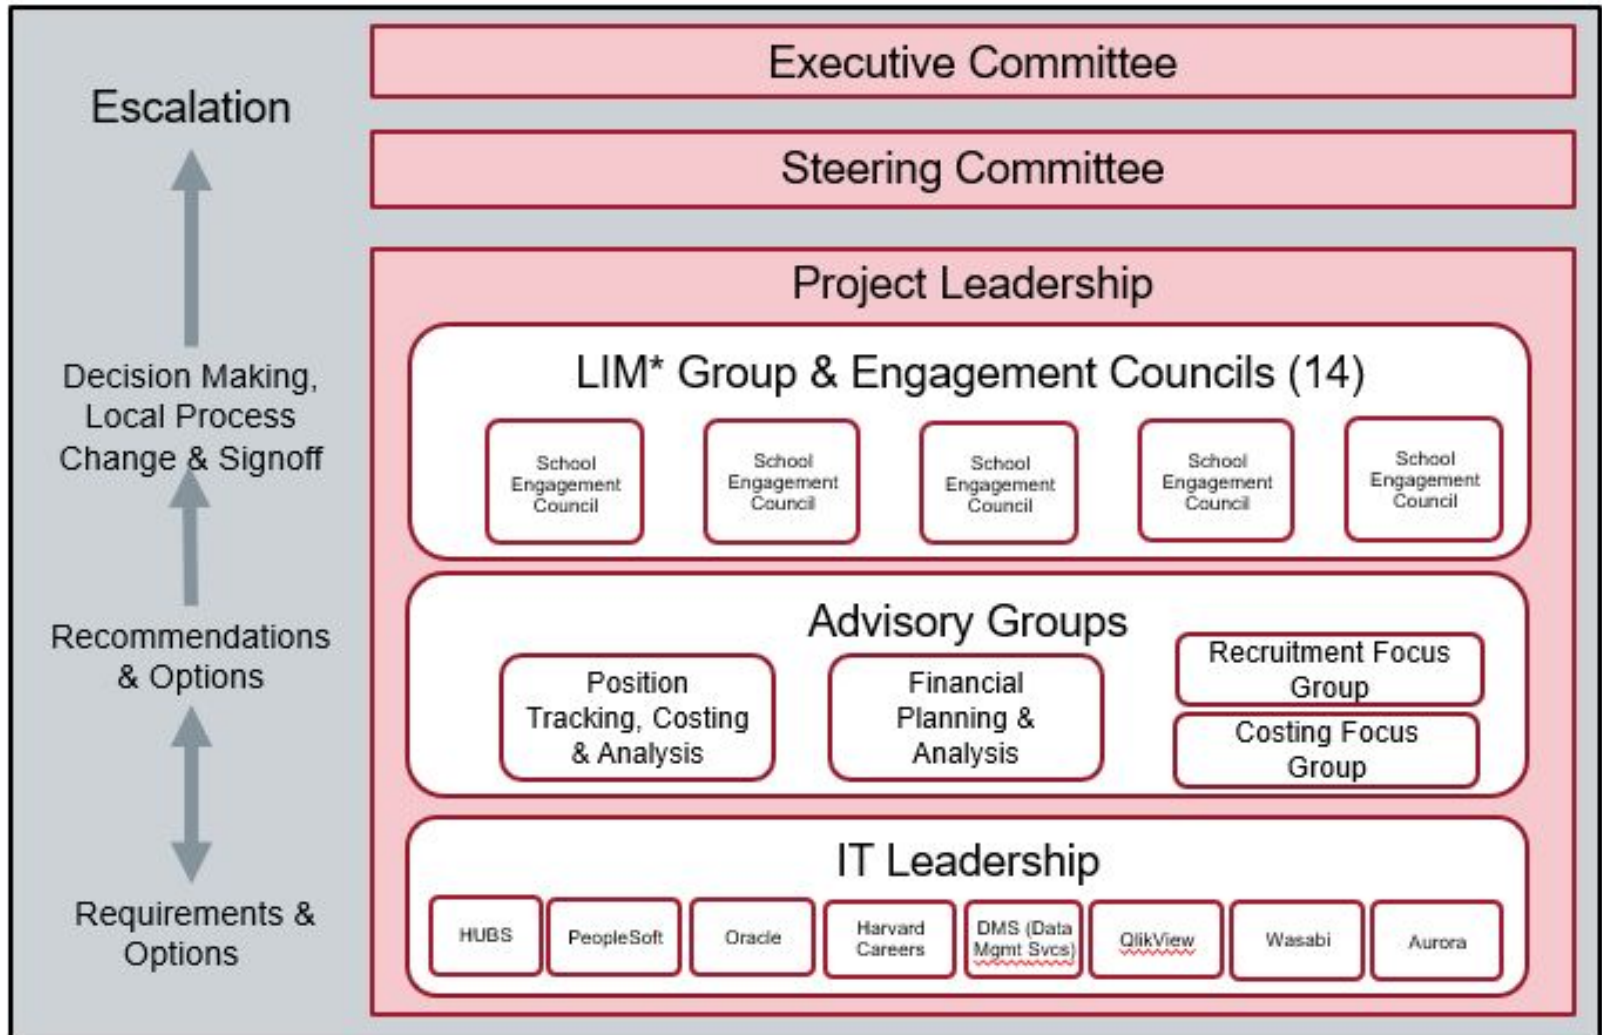 Escalation
Decision Making,
Local Process
Change & Signoff
Recommendations
& Options
Requirements &
Options
Executive Committee
Steering Committee
Project Leadership
LIM* Group & Engagement Councils (14)
School
Engagement
Council
School
Engagement
Council
School
Engagement
Council
School
Engagement
Council
School
Engagement
Council
Advisory Groups
Position
Tracking, Costing
& Analysis
Financial
Planning &
Analysis
Recruitment Focus
Group
Costing Focus
Group
IT Leadership
HUBS
PeopleSoft
Oracle
Harvard
Careers
DMS (Data
Mgmt Svcs)
QlikView
Wasabi
Aurora